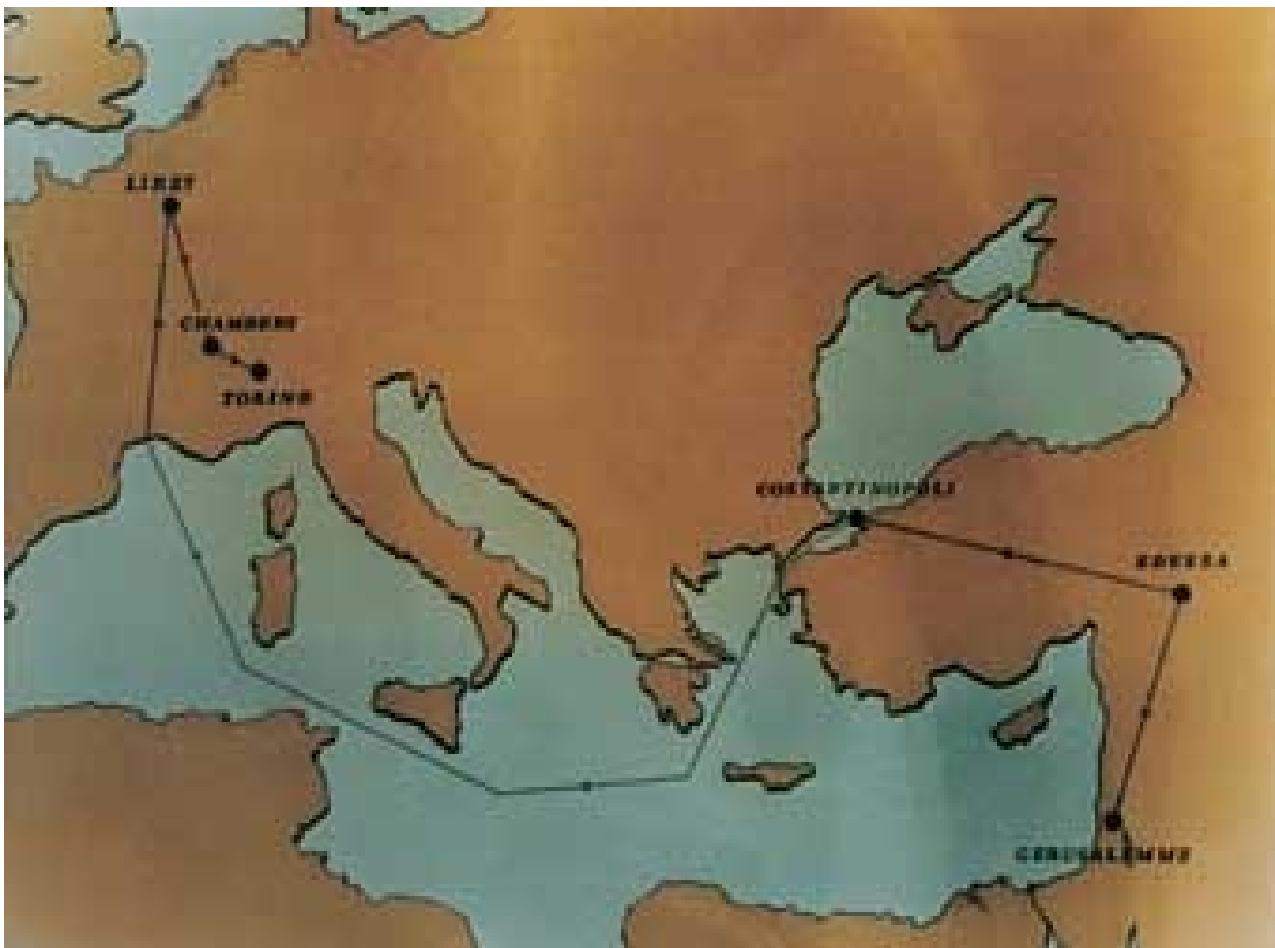 LIREY
CHAMBERY
TORINO
COSTANTINOPOLI
EDESSA
GERUSALEMME